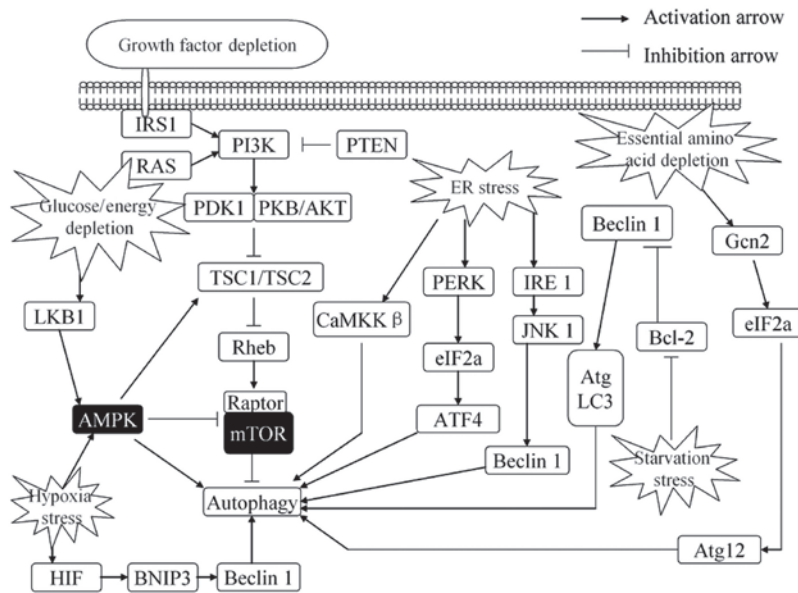 Growth factor depletion
Activation arrow
Inhibition arrow
IRS1
RAS
PI3K
PTEN
Essential amino
acid depletion
ER stress
Glucose/energy
depletion
PDK1
PKB/AKT
Beclin 1
Gcn2
TSC1/TSC2
PERK
IRE 1
LKB1
CaMKK β
JNK 1
Bcl-2
eIF2a
Rheb
eIF2a
Atg
LC3
Raptor
mTOR
AMPK
ATF4
Beclin 1
Starvation
stress
Hypoxia
stress
Autophagy
Atg12
HIF
BNIP3
Beclin 1